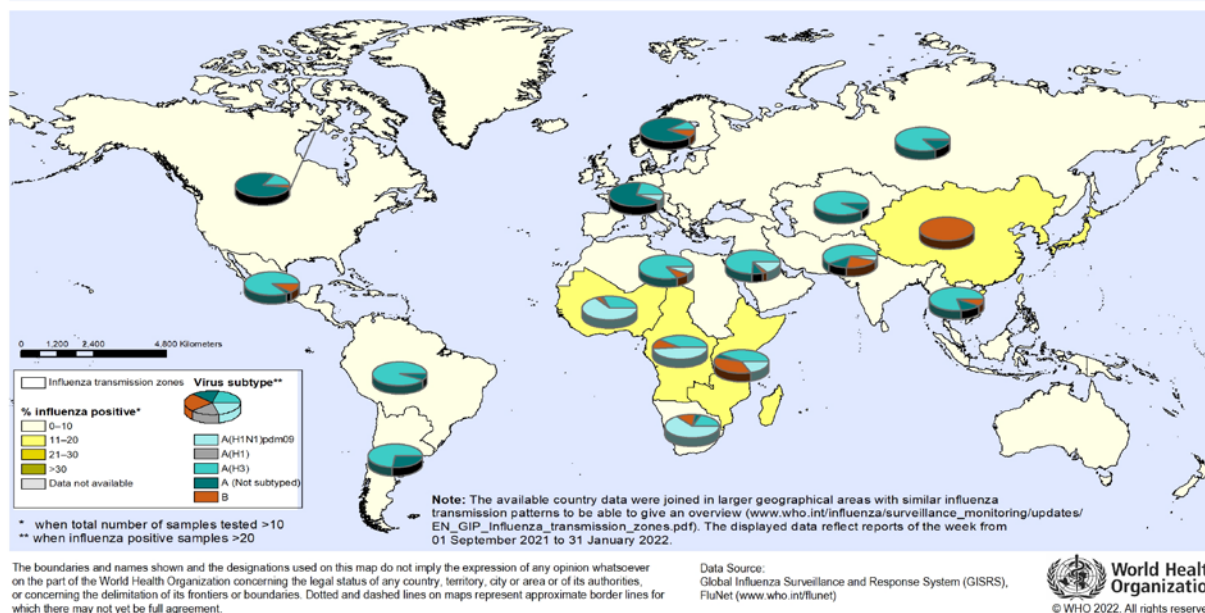 0 1,200 2,400 4,800 Kilometers
Influenza transmission zones
% influenza positive*
0–10
11–20
21–30
>30
Data not available
Virus subtype**
A(H1N1)pdm09
A(H1)
A(H3)
A (Not subtyped)
B
* when total number of samples tested >10
** when influenza positive samples >20
Note: The available country data were joined in larger geographical areas with similar influenza
transmission patterns to be able to give an overview (www.who.int/influenza/surveillance_monitoring/updates/
EN_GIP_Influenza_transmission_zones.pdf). The displayed data reflect reports of the week from
01 September 2021 to 31 January 2022.
The boundaries and names shown and the designations used on this map do not imply the expression of any opinion whatsoever
on the part of the World Health Organization concerning the legal status of any country, territory, city or area or of its authorities,
or concerning the delimitation of its frontiers or boundaries. Dotted and dashed lines on maps represent approximate border lines for
which there may not yet be full agreement.
Data Source:
Global Influenza Surveillance and Response System (GISRS),
FluNet (www.who.int/flunet)
World Healt
Organizatio
© WHO 2022. All rights reserve